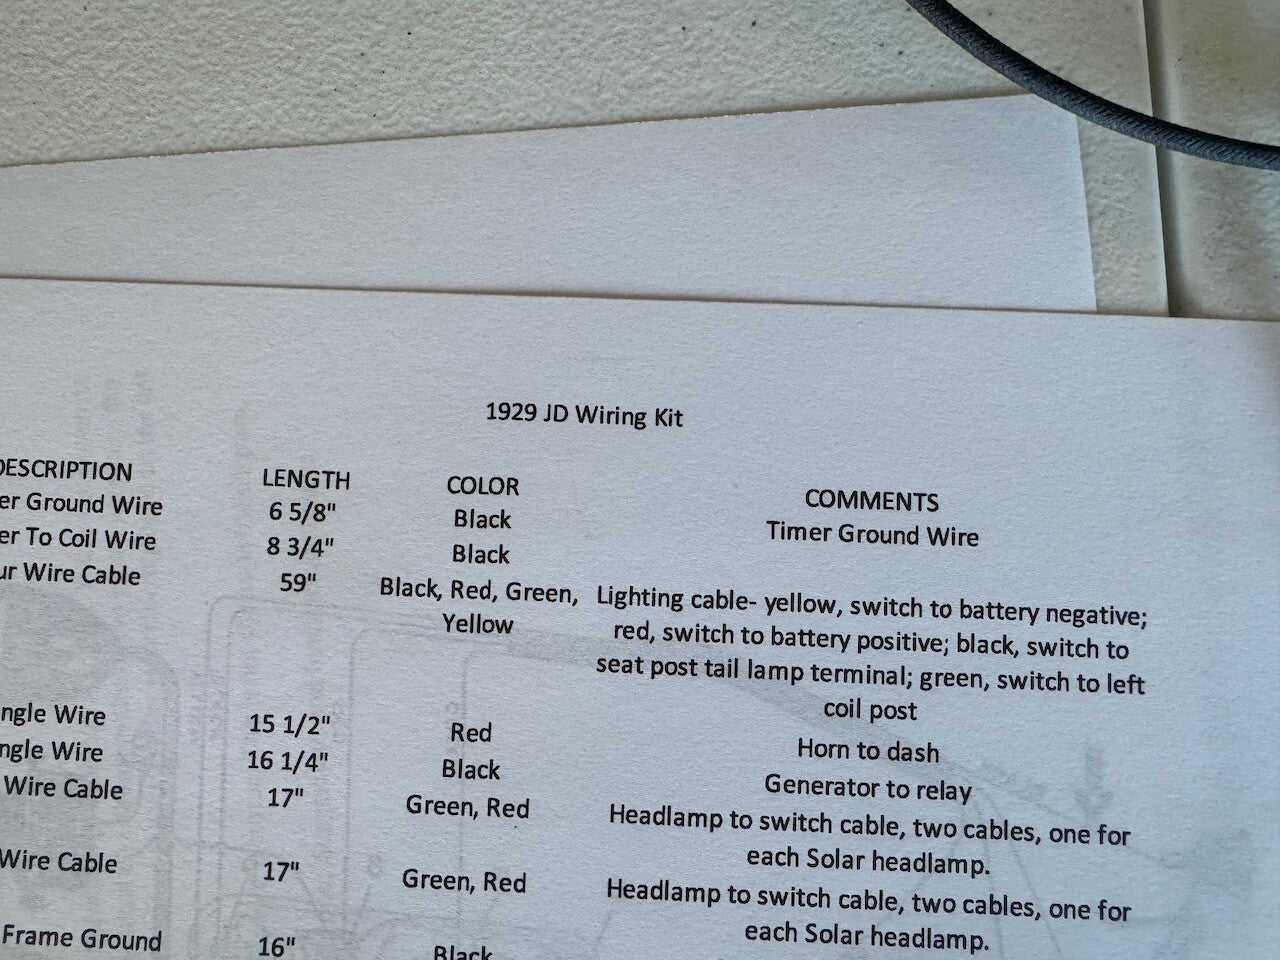 1929 JD Wiring Kit
DESCRIPTION LENGTH COLOR COMMENTS
er Ground Wire 6 5/8" Black Timer Ground Wire
er To Coil Wire 8 3/4" Black
ur Wire Cable 59" Black, Red, Green, Lighting cable- yellow, switch to battery negative;
Yellow red, switch to battery positive; black, switch to
seat post tail lamp terminal; green, switch to left
coil post
ngle Wire 15 1/2" Red Horn to dash
ngle Wire 16 1/4" Black Generator to relay
Wire Cable 17" Green, Red Headlamp to switch cable, two cables, one for
each Solar headlamp.
Wire Cable 17" Green, Red Headlamp to switch cable, two cables, one for
each Solar headlamp.
Frame Ground 16" Black